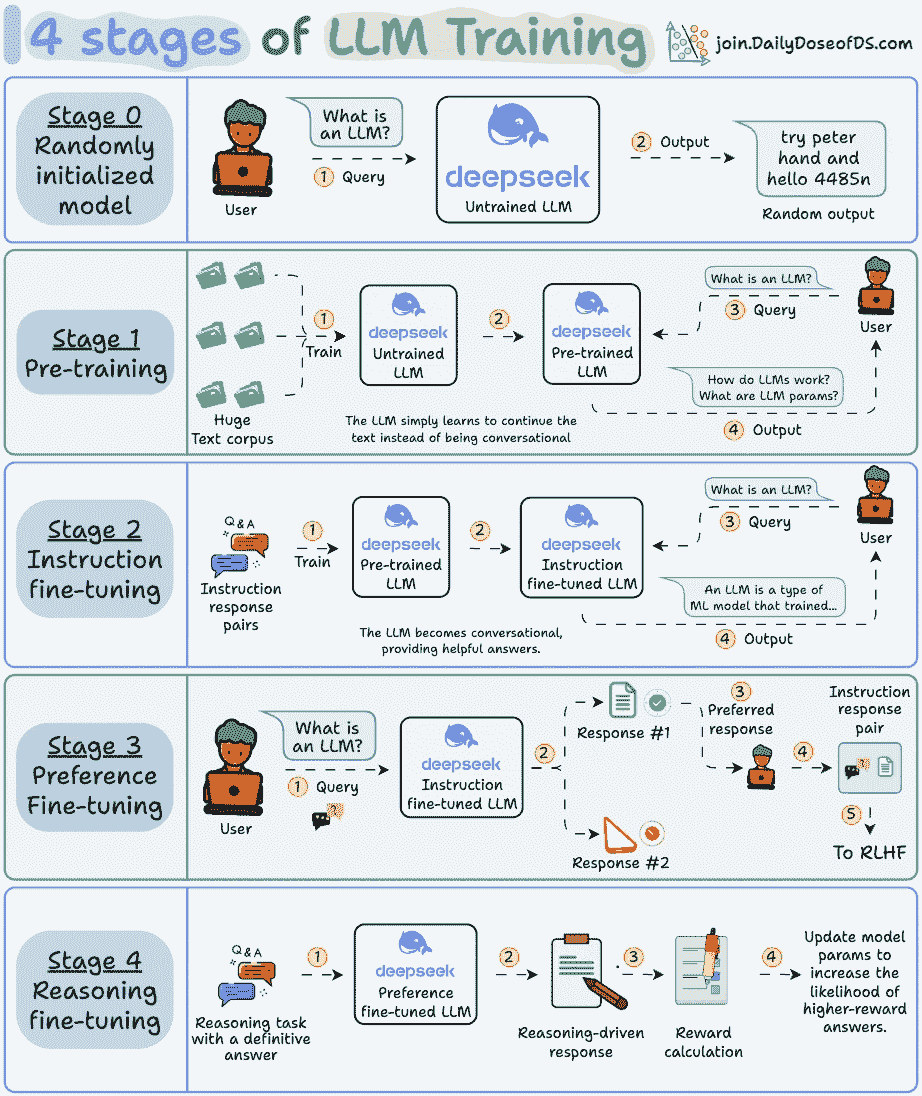 4 stages of LLM Training
join.DailyDoseofDS.com
Stage 0
Randomly
initialized
model
User
What is
an LLM?
1 Query
deepseek
Untrained LLM
2 Output
try peter
hand and
hello 4485n
Random output
Stage 1
Pre-training
Huge
Text corpus
1
Train
deepseek
Untrained
LLM
2
deepseek
Pre-trained
LLM
The LLM simply learns to continue the
text instead of being conversational
What is an LLM?
3 Query
User
How do LLMs work?
What are LLM params?
4 Output
Stage 2
Instruction
fine-tuning
Q & A
Instruction
response
pairs
1
Train
deepseek
Pre-trained
LLM
2
deepseek
Instruction
fine-tuned LLM
The LLM becomes conversational,
providing helpful answers.
What is an LLM?
3 Query
User
An LLM is a type of
ML model that trained...
4 Output
Stage 3
Preference
Fine-tuning
User
What is
an LLM?
1 Query
deepseek
Instruction
fine-tuned LLM
2
Response #1
Response #2
3
Preferred
response
4
Instruction
response
pair
5
To RLHF
Stage 4
Reasoning
fine-tuning
Q & A
Reasoning task
with a definitive
answer
1
deepseek
Preference
fine-tuned LLM
2
Reasoning-driven
response
3
Reward
calculation
4
Update model
params to
increase the
likelihood of
higher-reward
answers.